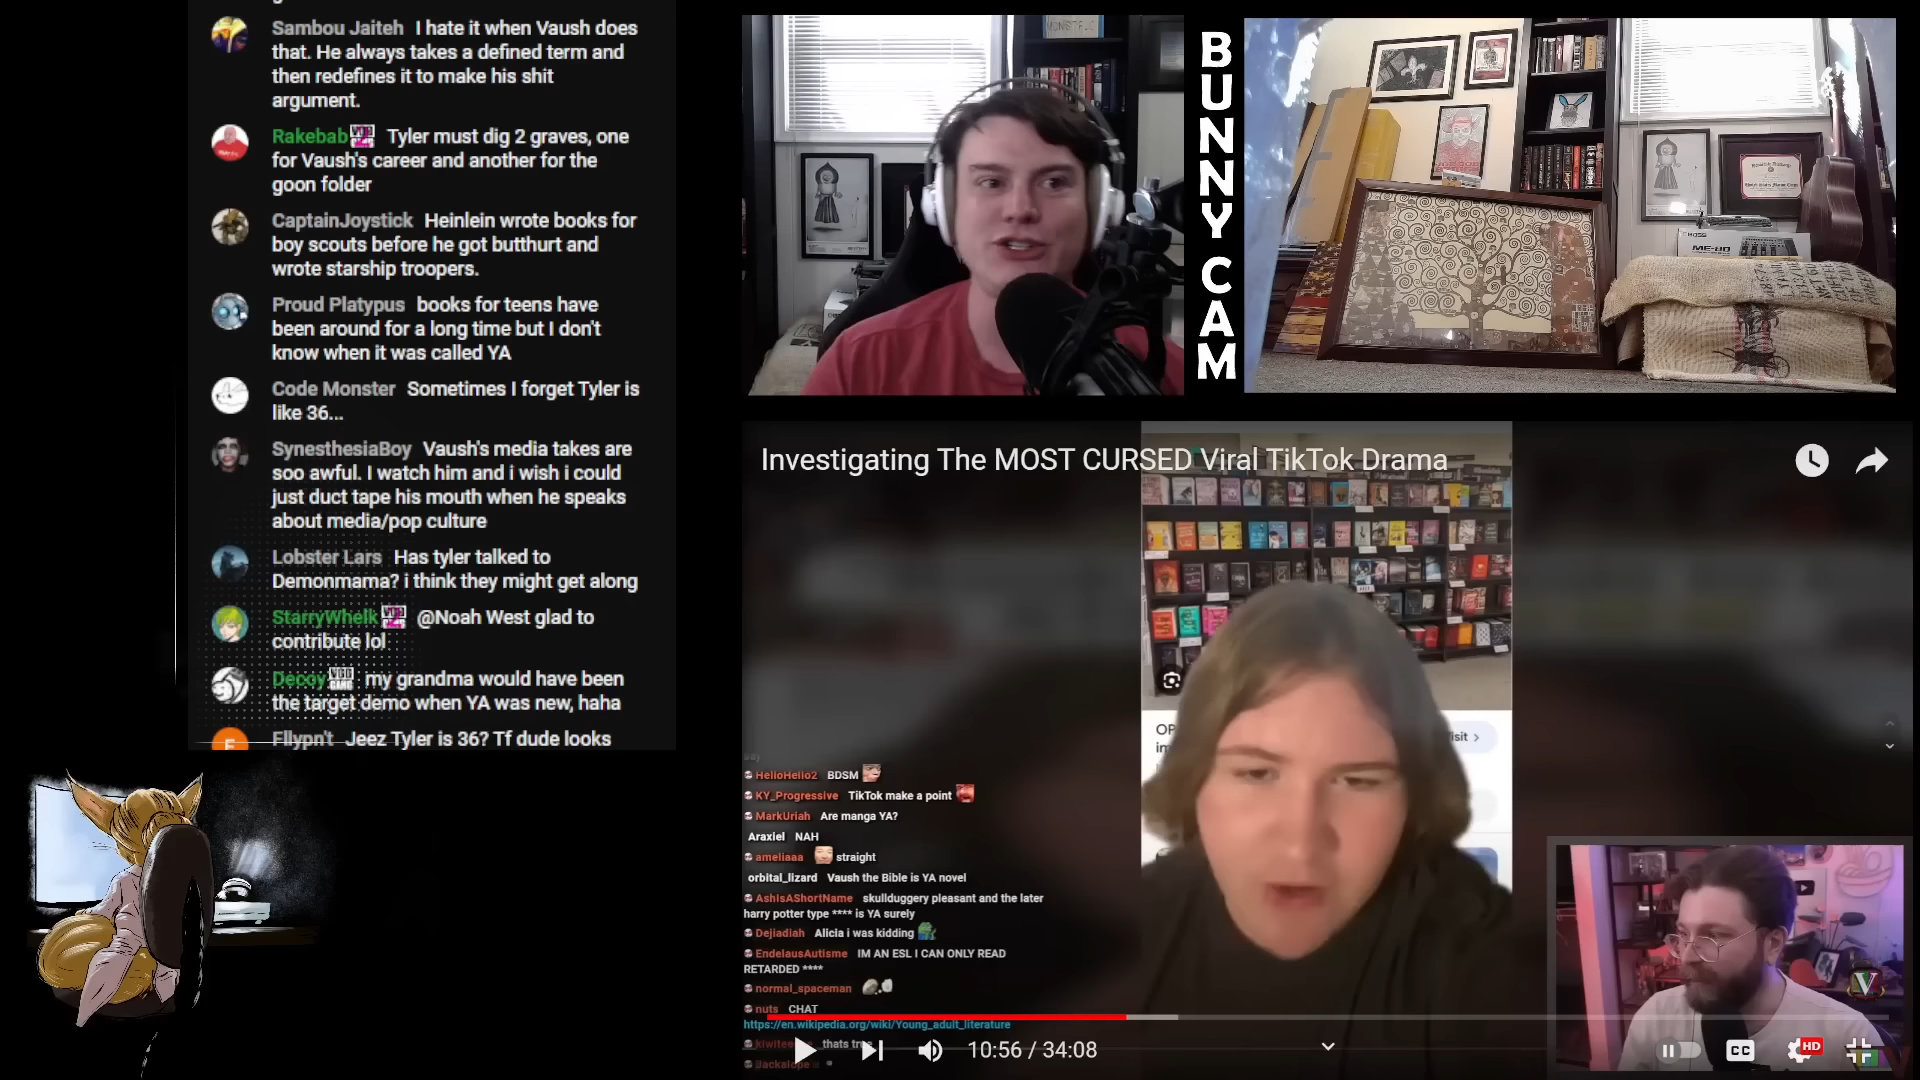 Sambou Jaiteh I hate it when Vaush does
that. He always takes a defined term and
then redefines it to make his shit
argument.
Rakebab Tyler must dig 2 graves, one
for Vaush's career and another for the
goon folder
CaptainJoystick Heinlein wrote books for
boy scouts before he got butthurt and
wrote starship troopers.
Proud Platypus books for teens have
been around for a long time but I don't
know when it was called YA
Code Monster Sometimes I forget Tyler is
like 36...
SynesthesiaBoy Vaush's media takes are
soo awful. I watch him and i wish i could
just duct tape his mouth when he speaks
about media/pop culture
Lobster Lars Has tyler talked to
Demonmama? i think they might get along
StarryWhelk @Noah West glad to
contribute lol
Decoy my grandma would have been
the target demo when YA was new, haha
Fllypn't Jeez Tyler is 36? Tf dude looks
BUNNY CAM
BOSS
ME-80
Investigating The MOST CURSED Viral TikTok Drama
HelloHello2 BDSM
KY_Progressive TikTok make a point
MarkUriah Are manga YA?
Araxiel NAH
ameliaaa straight
orbital_lizard Vaush the Bible is YA novel
AshIsAShortName skullduggery pleasant and the later
harry potter type **** is YA surely
Dejiadiah Alicia i was kidding
EndelausAutisme IM AN ESL I CAN ONLY READ
RETARDED ****
normal_spaceman
nuts CHAT
https://en.wikipedia.org/wiki/Young_adult_literature
thats
Jackalope
OP
im
isit >
10:56 / 34:08
CC
HD
V